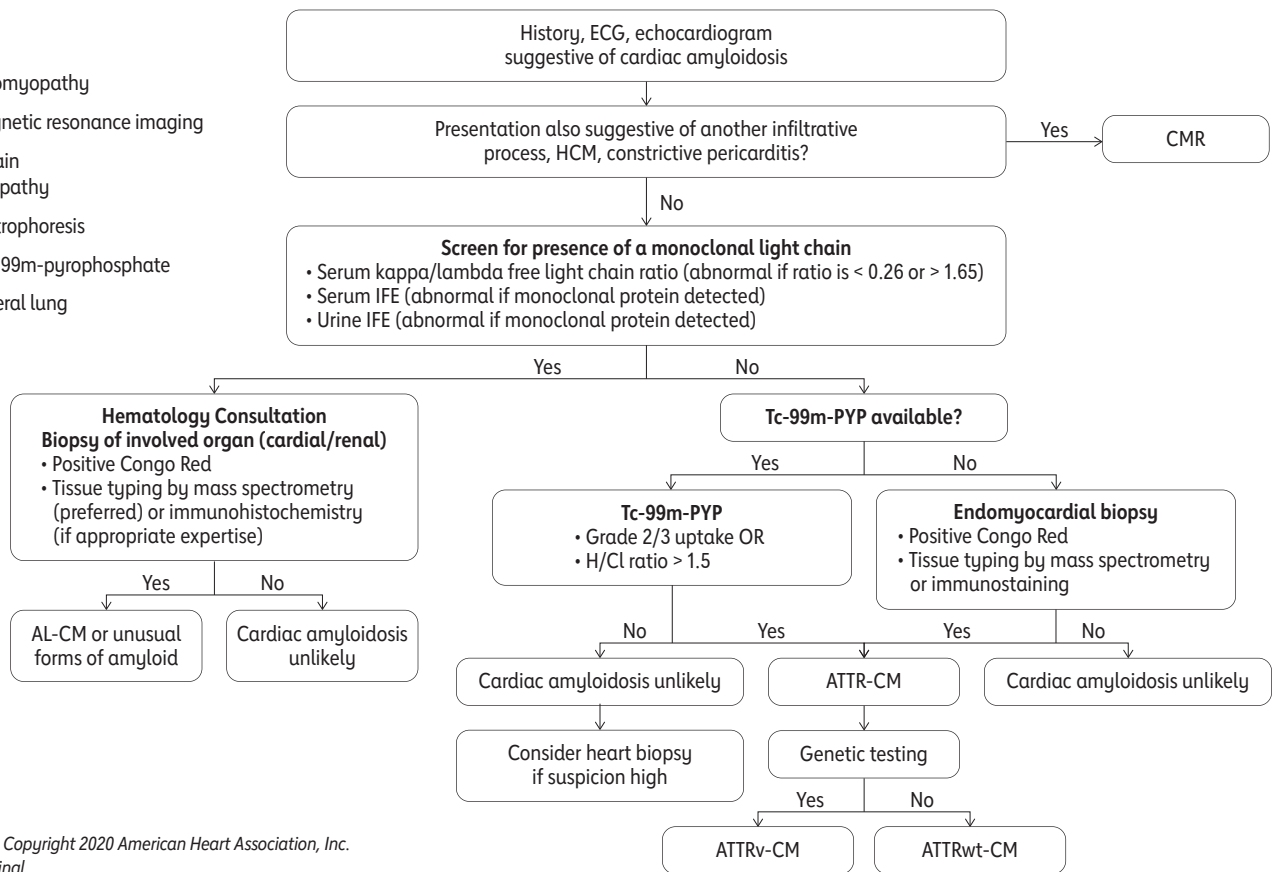 History, ECG, echocardiogram
suggestive of cardiac amyloidosis
omyopathy
gnetic resonance imaging
ain
pathy
trophoresis
99m-pyrophosphate
eral lung
Presentation also suggestive of another infiltrative
process, HCM, constrictive pericarditis?
Yes
CMR
No
Screen for presence of a monoclonal light chain
• Serum kappa/lambda free light chain ratio (abnormal if ratio is < 0.26 or > 1.65)
• Serum IFE (abnormal if monoclonal protein detected)
• Urine IFE (abnormal if monoclonal protein detected)
Yes
No
Hematology Consultation
Biopsy of involved organ (cardial/renal)
• Positive Congo Red
• Tissue typing by mass spectrometry
(preferred) or immunohistochemistry
(if appropriate expertise)
Yes
No
AL-CM or unusual
forms of amyloid
Cardiac amyloidosis
unlikely
Tc-99m-PYP available?
Yes
No
Tc-99m-PYP
• Grade 2/3 uptake OR
• H/Cl ratio > 1.5
Endomyocardial biopsy
• Positive Congo Red
• Tissue typing by mass spectrometry
or immunostaining
No
Yes
Yes
No
Cardiac amyloidosis unlikely
ATTR-CM
Cardiac amyloidosis unlikely
Consider heart biopsy
if suspicion high
Genetic testing
Yes
No
ATTRv-CM
ATTRwt-CM
Copyright 2020 American Heart Association, Inc.
inal